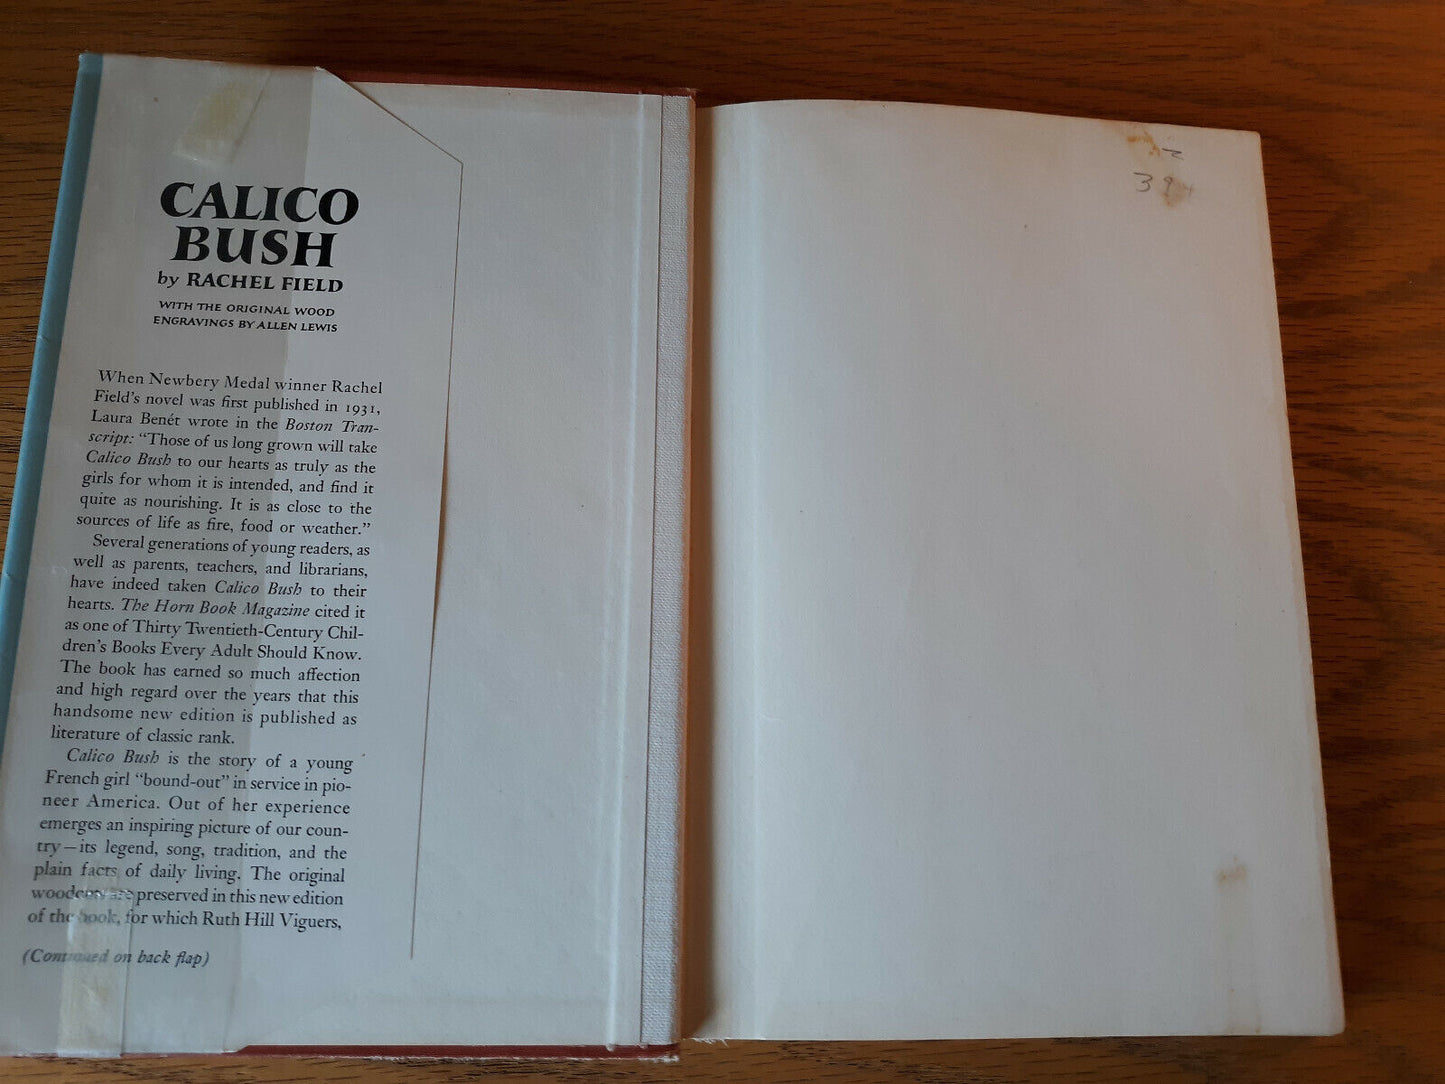 CALICO
BUSH
by RACHEL FIELD
WITH THE ORIGINAL WOOD
ENGRAVINGS BY ALLEN LEWIS
When Newbery Medal winner Rachel
Field's novel was first published in 1931,
Laura Benét wrote in the Boston Tran-
script: “Those of us long grown will take
Calico Bush to our hearts as truly as the
girls for whom it is intended, and find it
quite as nourishing. It is as close to the
sources of life as fire, food or weather.”
Several generations of young readers, as
well as parents, teachers, and librarians,
have indeed taken Calico Bush to their
hearts. The Horn Book Magazine cited it
as one of Thirty Twentieth-Century Chil-
dren's Books Every Adult Should Know.
The book has earned so much affection
and high regard over the years that this
handsome new edition is published as
literature of classic rank.
Calico Bush is the story of a young
French girl “bound-out” in service in pio-
neer America. Out of her experience
emerges an inspiring picture of our coun-
try—its legend, song, tradition, and the
plain facts of daily living. The original
woodcuts are preserved in this new edition
of the book, for which Ruth Hill Viguers,
(Continued on back flap)